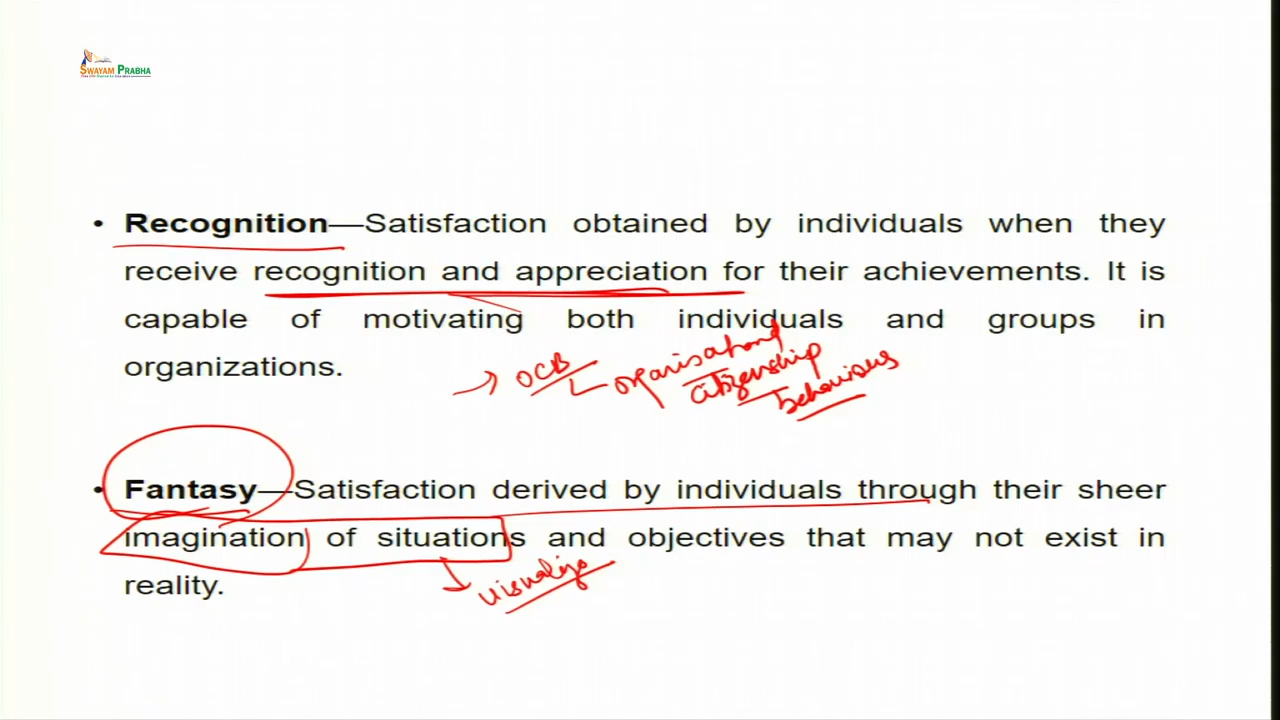 SWAYAM PRABHA
• Recognition—Satisfaction obtained by individuals when they
receive recognition and appreciation for their achievements. It is
capable of motivating both individuals and groups in
organizations.
→ OCB
organisational
citizenship
behaviours
• Fantasy—Satisfaction derived by individuals through their sheer
imagination of situations and objectives that may not exist in
reality.
visualize